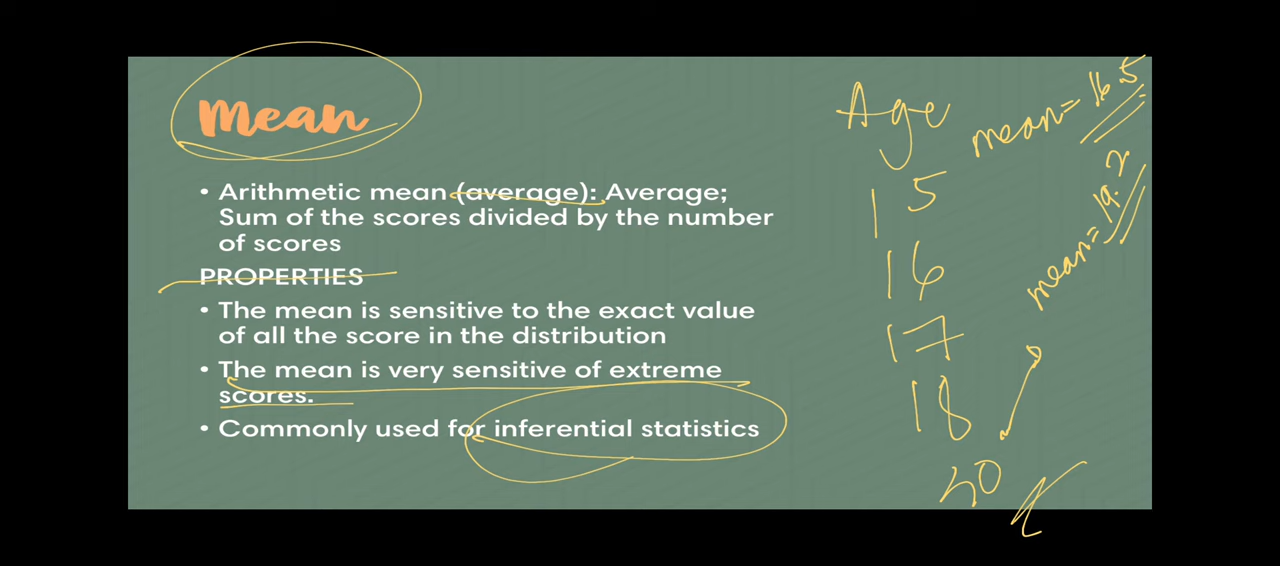 Mean
• Arithmetic mean (average): Average;
Sum of the scores divided by the number
of scores
PROPERTIES
• The mean is sensitive to the exact value
of all the score in the distribution
• The mean is very sensitive of extreme
scores.
• Commonly used for inferential statistics
Age
15
16
17
18
mean= 16.5
mean= 19.2